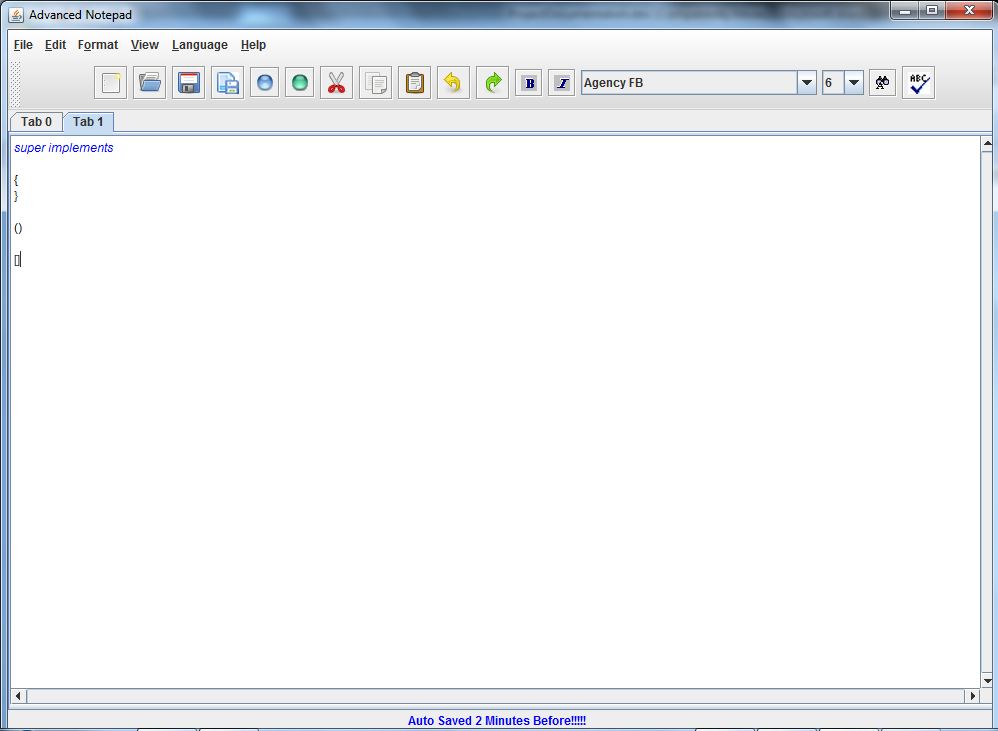 Advanced Notepad
File Edit Format View Language Help
B I Agency FB 6 A ABC
Tab 0 Tab 1
super implements
{
}
()
[]
Auto Saved 2 Minutes Before!!!!!